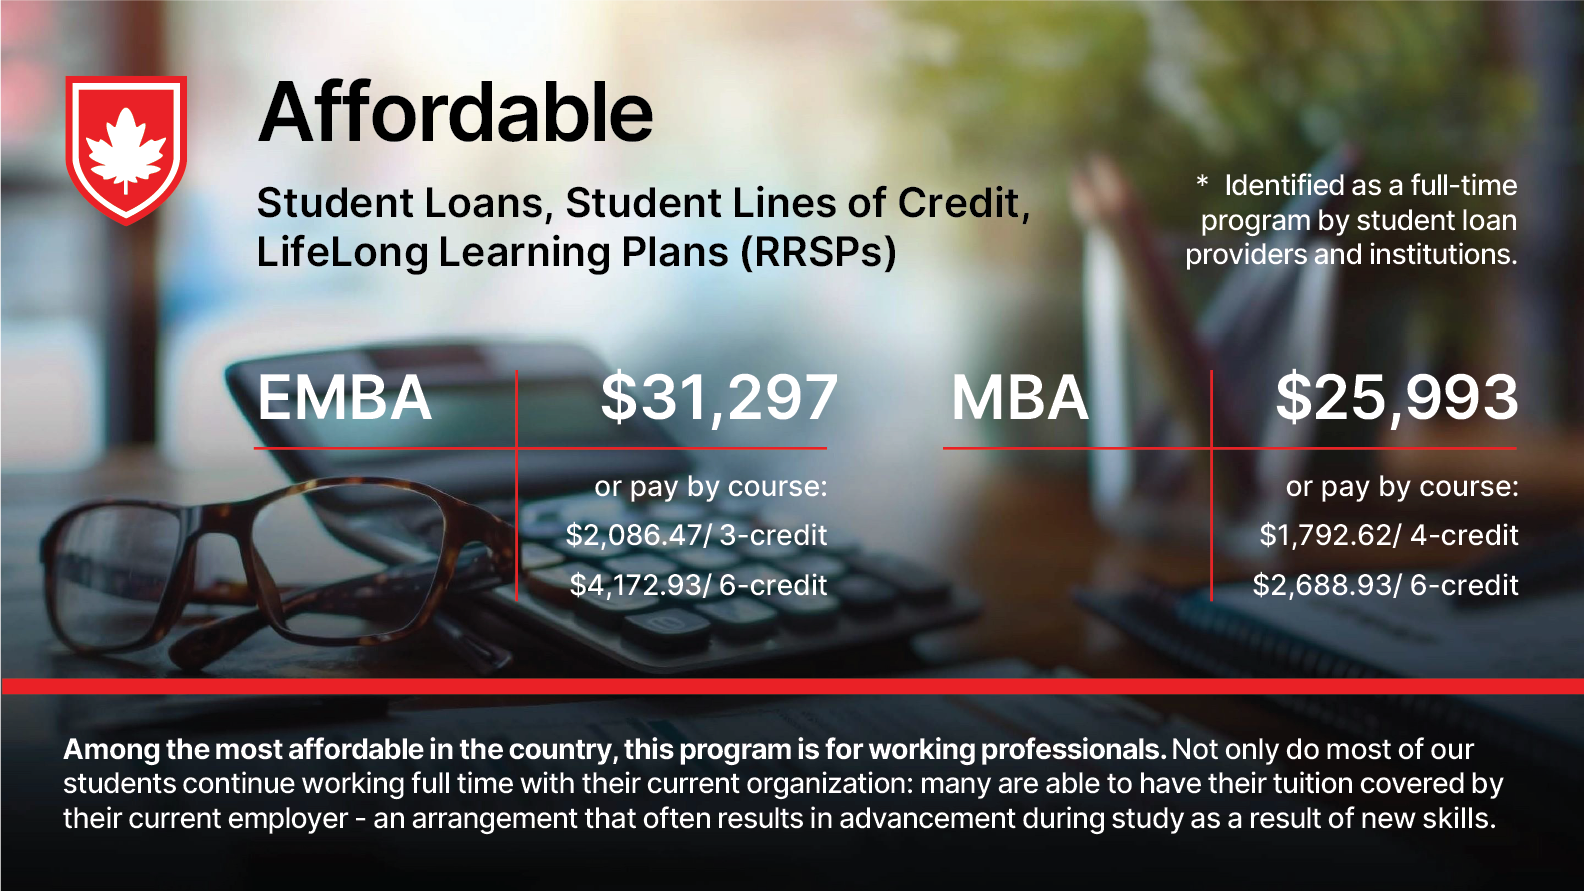 Affordable
Student Loans, Student Lines of Credit,
LifeLong Learning Plans (RRSPs)
* Identified as a full-time
program by student loan
providers and institutions.
EMBA $31,297
or pay by course:
$2,086.47/ 3-credit
$4,172.93/ 6-credit
MBA $25,993
or pay by course:
$1,792.62/ 4-credit
$2,688.93/ 6-credit
Among the most affordable in the country, this program is for working professionals. Not only do most of our
students continue working full time with their current organization: many are able to have their tuition covered by
their current employer - an arrangement that often results in advancement during study as a result of new skills.